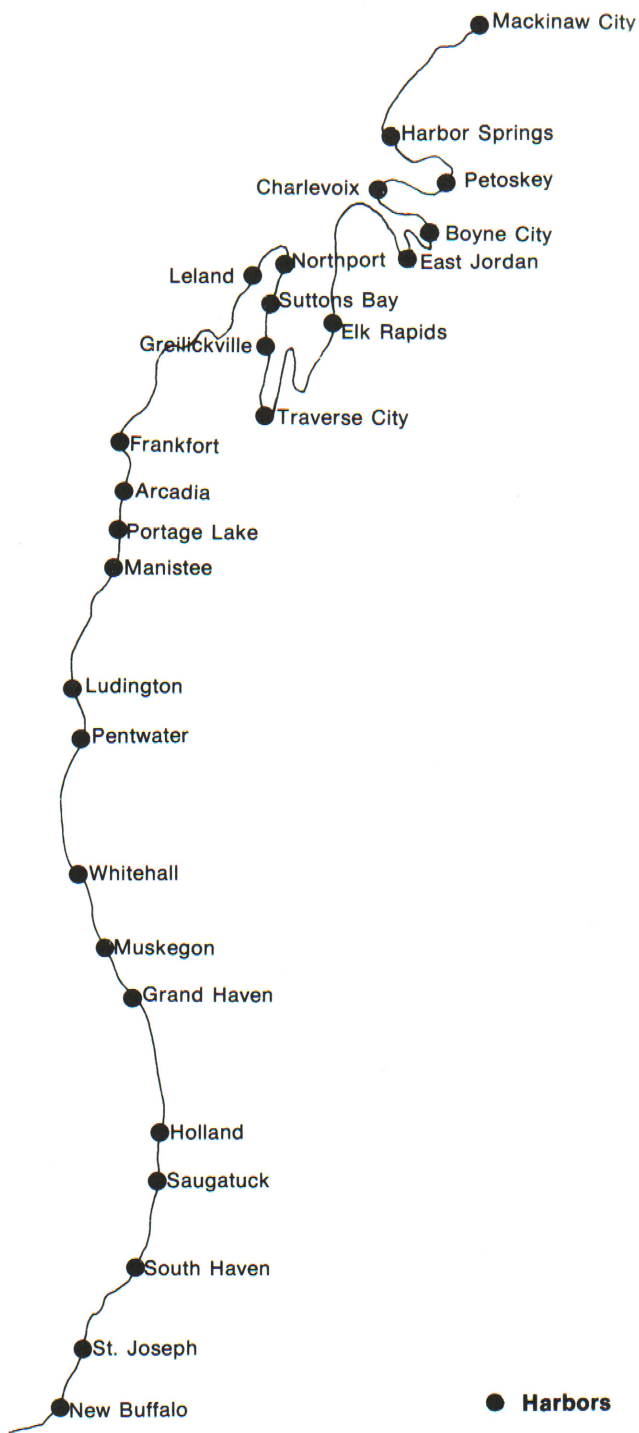 Mackinaw City
Harbor Springs
Petoskey
Charlevoix
Boyne City
East Jordan
Northport
Leland
Suttons Bay
Elk Rapids
Greilickville
Traverse City
Frankfort
Arcadia
Portage Lake
Manistee
Ludington
Pentwater
Whitehall
Muskegon
Grand Haven
Holland
Saugatuck
South Haven
St. Joseph
New Buffalo
Harbors